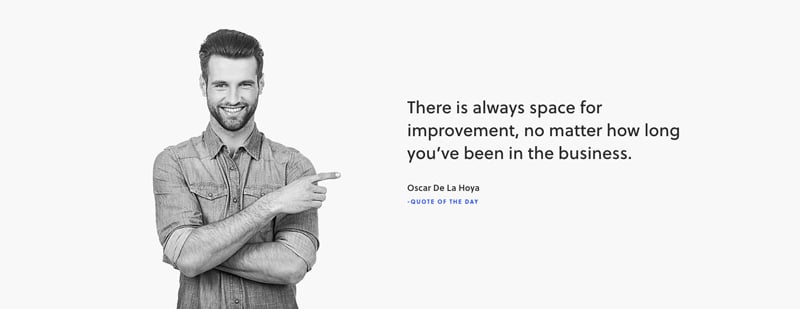 There is always space for
improvement, no matter how long
you’ve been in the business.
Oscar De La Hoya
-QUOTE OF THE DAY